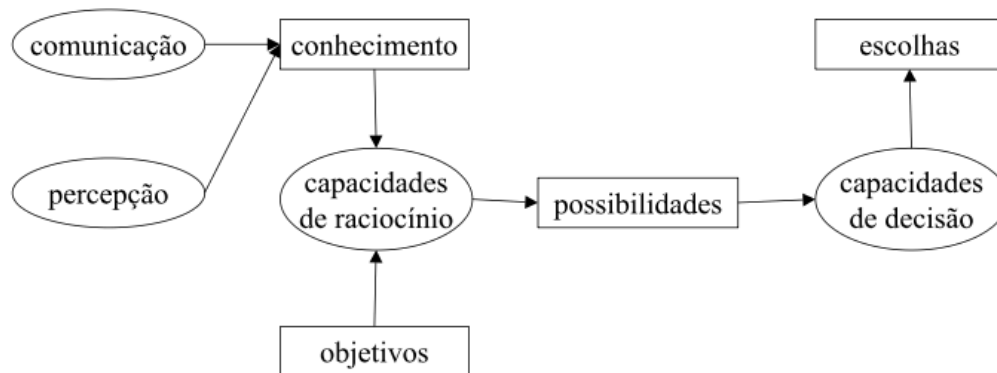 comunicação
conhecimento
escolhas
percepção
capacidades
de raciocínio
possibilidades
capacidades
de decisão
objetivos